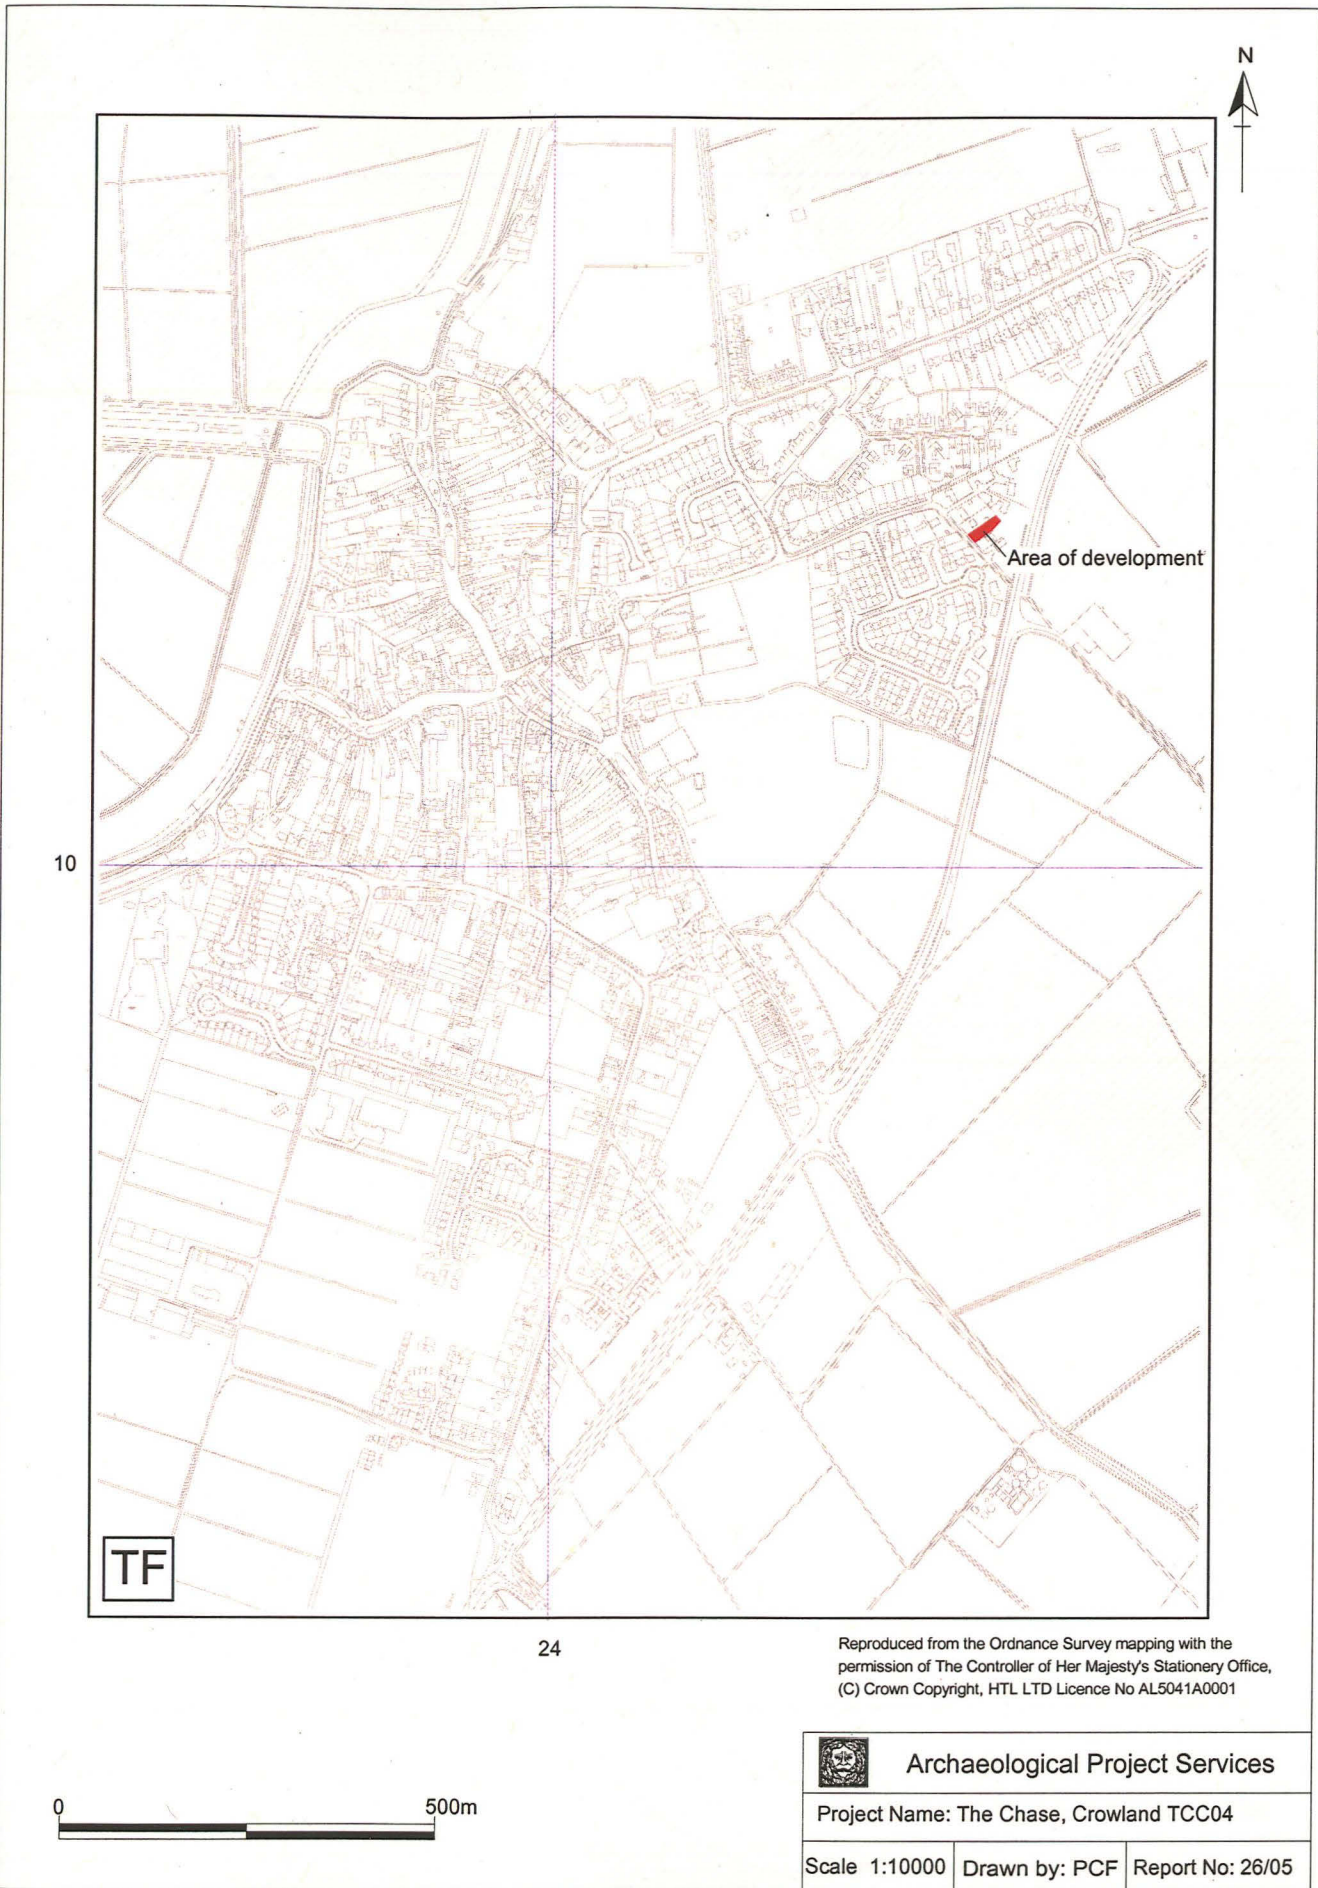 N
Area of development
10
TF
24
Reproduced from the Ordnance Survey mapping with the
permission of The Controller of Her Majesty's Stationery Office,
(C) Crown Copyright, HTL LTD Licence No AL5041A0001
0 500m
Archaeological Project Services
Project Name: The Chase, Crowland TCC04
Scale 1:10000 Drawn by: PCF Report No: 26/05